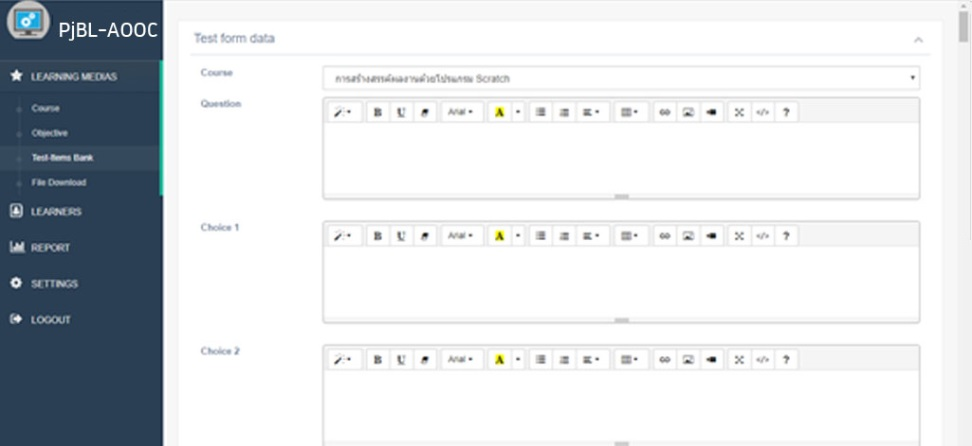 PjBL-AOOC
LEARNING MEDIAS
Course
Objective
Test-Items Bank
File Download
LEARNERS
REPORT
SETTINGS
LOGOUT
Test form data
Course
การสร้างสรรค์ผลงานด้วยโปรแกรม Scratch
Question
B U Arial A </> ?
Choice 1
B U Arial A </> ?
Choice 2
B U Arial A </> ?